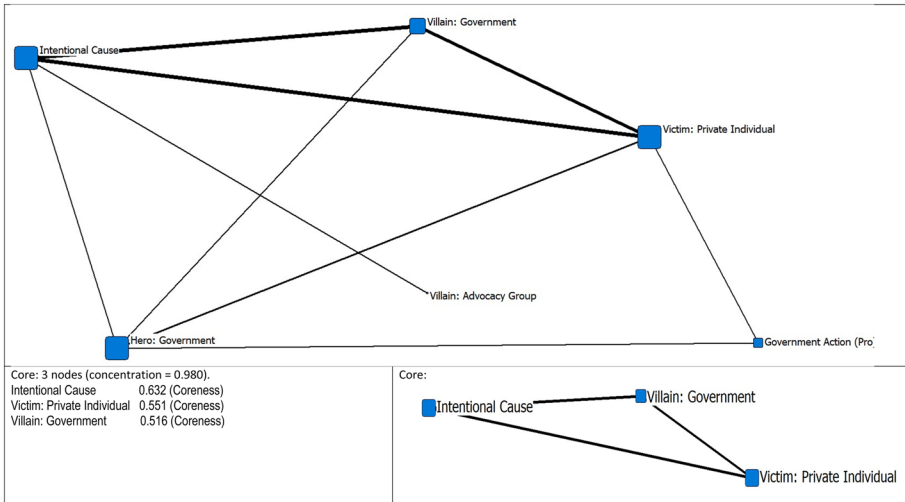 Villain: Government
Intentional Cause
Victim: Private Individual
Villain: Advocacy Group
Hero: Government
Government Action (Pro)
Core: 3 nodes (concentration = 0.980).
Intentional Cause 0.632 (Coreness)
Victim: Private Individual 0.551 (Coreness)
Villain: Government 0.516 (Coreness)
Core:
Villain: Government
Intentional Cause
Victim: Private Individual